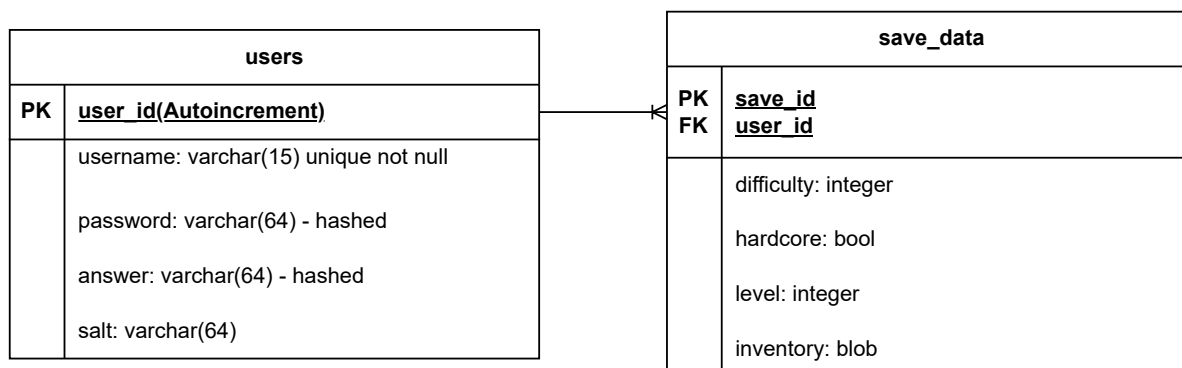 users
PK user_id(Autoincrement)
username: varchar(15) unique not null
password: varchar(64) - hashed
answer: varchar(64) - hashed
salt: varchar(64)
save_data
PK save_id
FK user_id
difficulty: integer
hardcore: bool
level: integer
inventory: blob